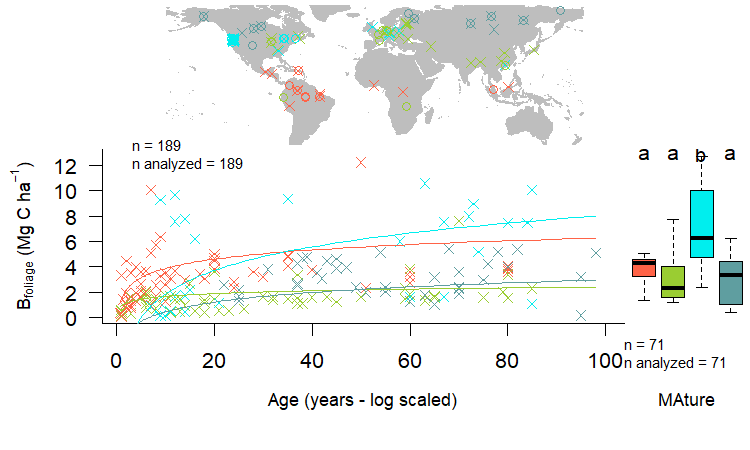 n = 189
n analyzed = 189
12
10
8
6
4
2
0
B foliage (Mg C ha⁻¹)
0 20 40 60 80 100
Age (years - log scaled)
a a b a
n = 71
n analyzed = 71
MAture